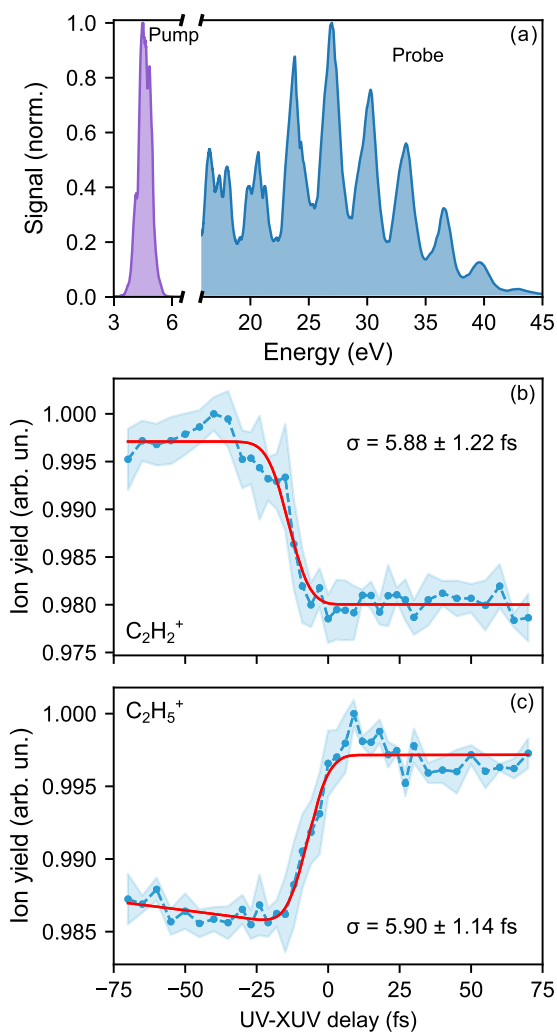 1.0
0.8
0.6
0.4
0.2
0.0
Signal (norm.)
Pump
Probe
(a)
3 6 20 25 30 35 40 45
Energy (eV)
(b)
1.000
0.995
0.990
0.985
0.980
0.975
Ion yield (arb. un.)
σ = 5.88 ± 1.22 fs
C₂H₂⁺
(c)
C₂H₅⁺
1.000
0.995
0.990
0.985
Ion yield (arb. un.)
σ = 5.90 ± 1.14 fs
−75 −50 −25 0 25 50 75
UV-XUV delay (fs)